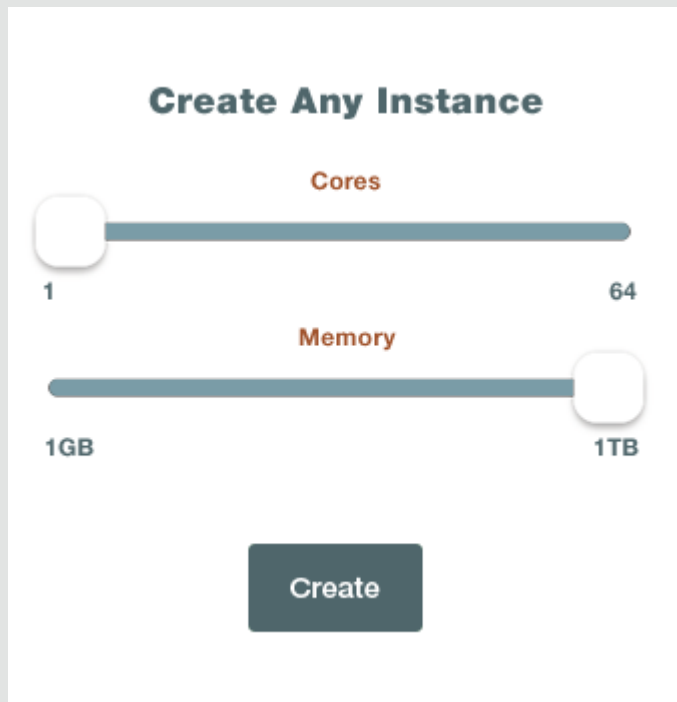 Create Any Instance
Cores
1 64
Memory
1GB 1TB
Create